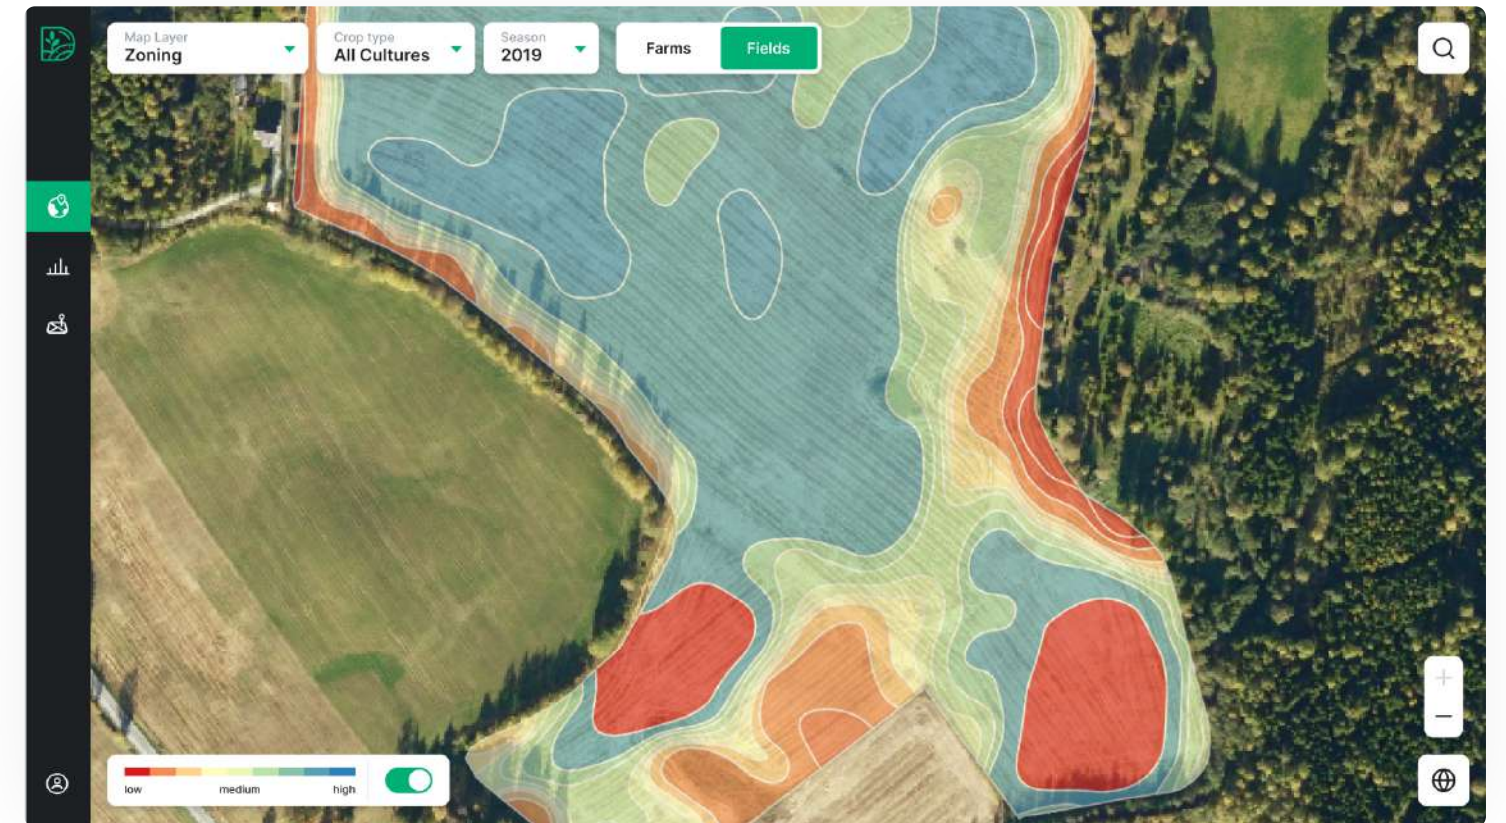 Map Layer
Zoning
Crop type
All Cultures
Season
2019
Farms
Fields
low
medium
high